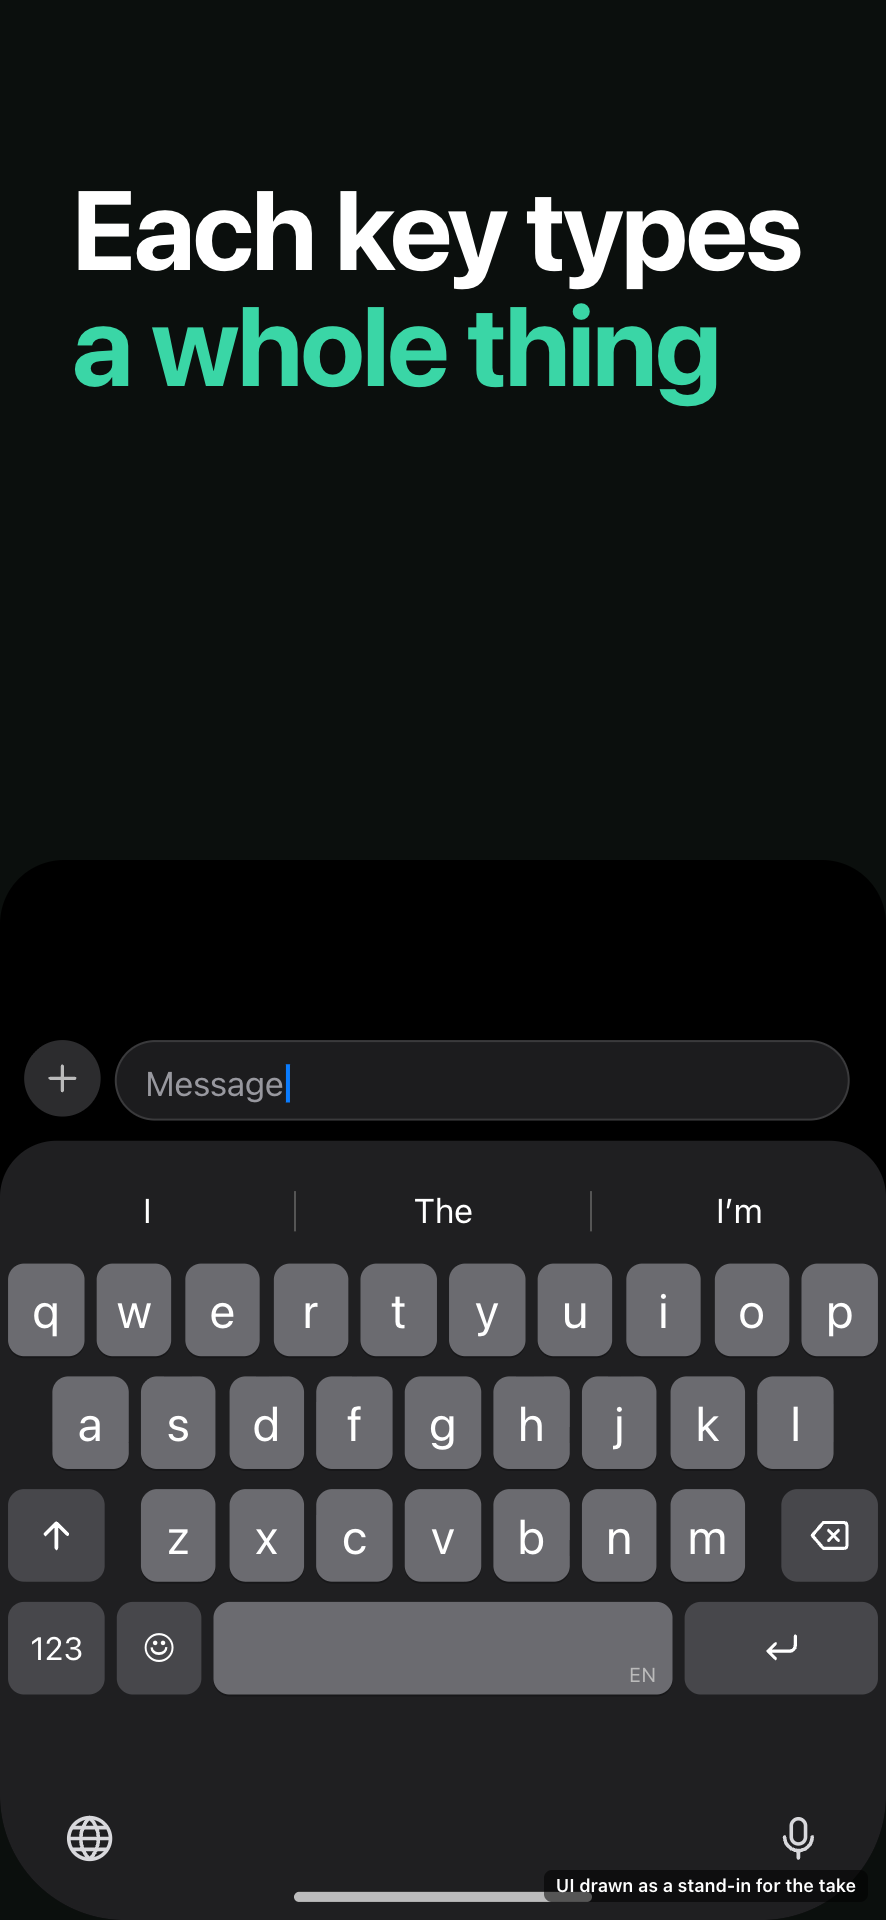 Each key types
a whole thing
Message
I The I’m
q w e r t y u i o p
a s d f g h j k l
z x c v b n m
123 EN
UI drawn as a stand-in for the take